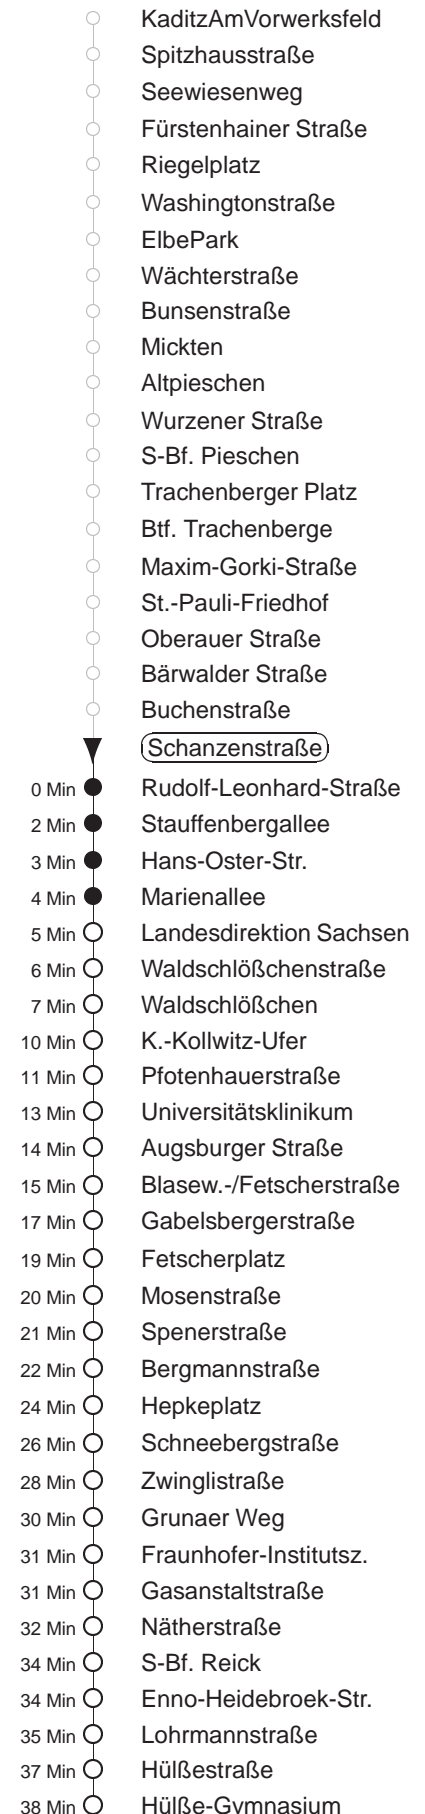 KaditzAmVorwerksfeld
Spitzhausstraße
Seewiesenweg
Fürstenhainer Straße
Riegelplatz
Washingtonstraße
ElbePark
Wächterstraße
Bunsenstraße
Mickten
Altpieschen
Wurzener Straße
S-Bf. Pieschen
Trachenberger Platz
Btf. Trachenberge
Maxim-Gorki-Straße
St.-Pauli-Friedhof
Oberauer Straße
Bärwalder Straße
Buchenstraße
Schanzenstraße
0 Min Rudolf-Leonhard-Straße
2 Min Stauffenbergallee
3 Min Hans-Oster-Str.
4 Min Marienallee
5 Min Landesdirektion Sachsen
6 Min Waldschlößchenstraße
7 Min Waldschlößchen
10 Min K.-Kollwitz-Ufer
11 Min Pfotenhauerstraße
13 Min Universitätsklinikum
14 Min Augsburger Straße
15 Min Blasew.-/Fetscherstraße
17 Min Gabelsbergerstraße
19 Min Fetscherplatz
20 Min Mosenstraße
21 Min Spenerstraße
22 Min Bergmannstraße
24 Min Hepkeplatz
26 Min Schneebergstraße
28 Min Zwinglistraße
30 Min Grunaer Weg
31 Min Fraunhofer-Institutsz.
31 Min Gasanstaltstraße
32 Min Nätherstraße
34 Min S-Bf. Reick
34 Min Enno-Heidebroek-Str.
35 Min Lohrmannstraße
37 Min Hülßestraße
38 Min Hülße-Gymnasium